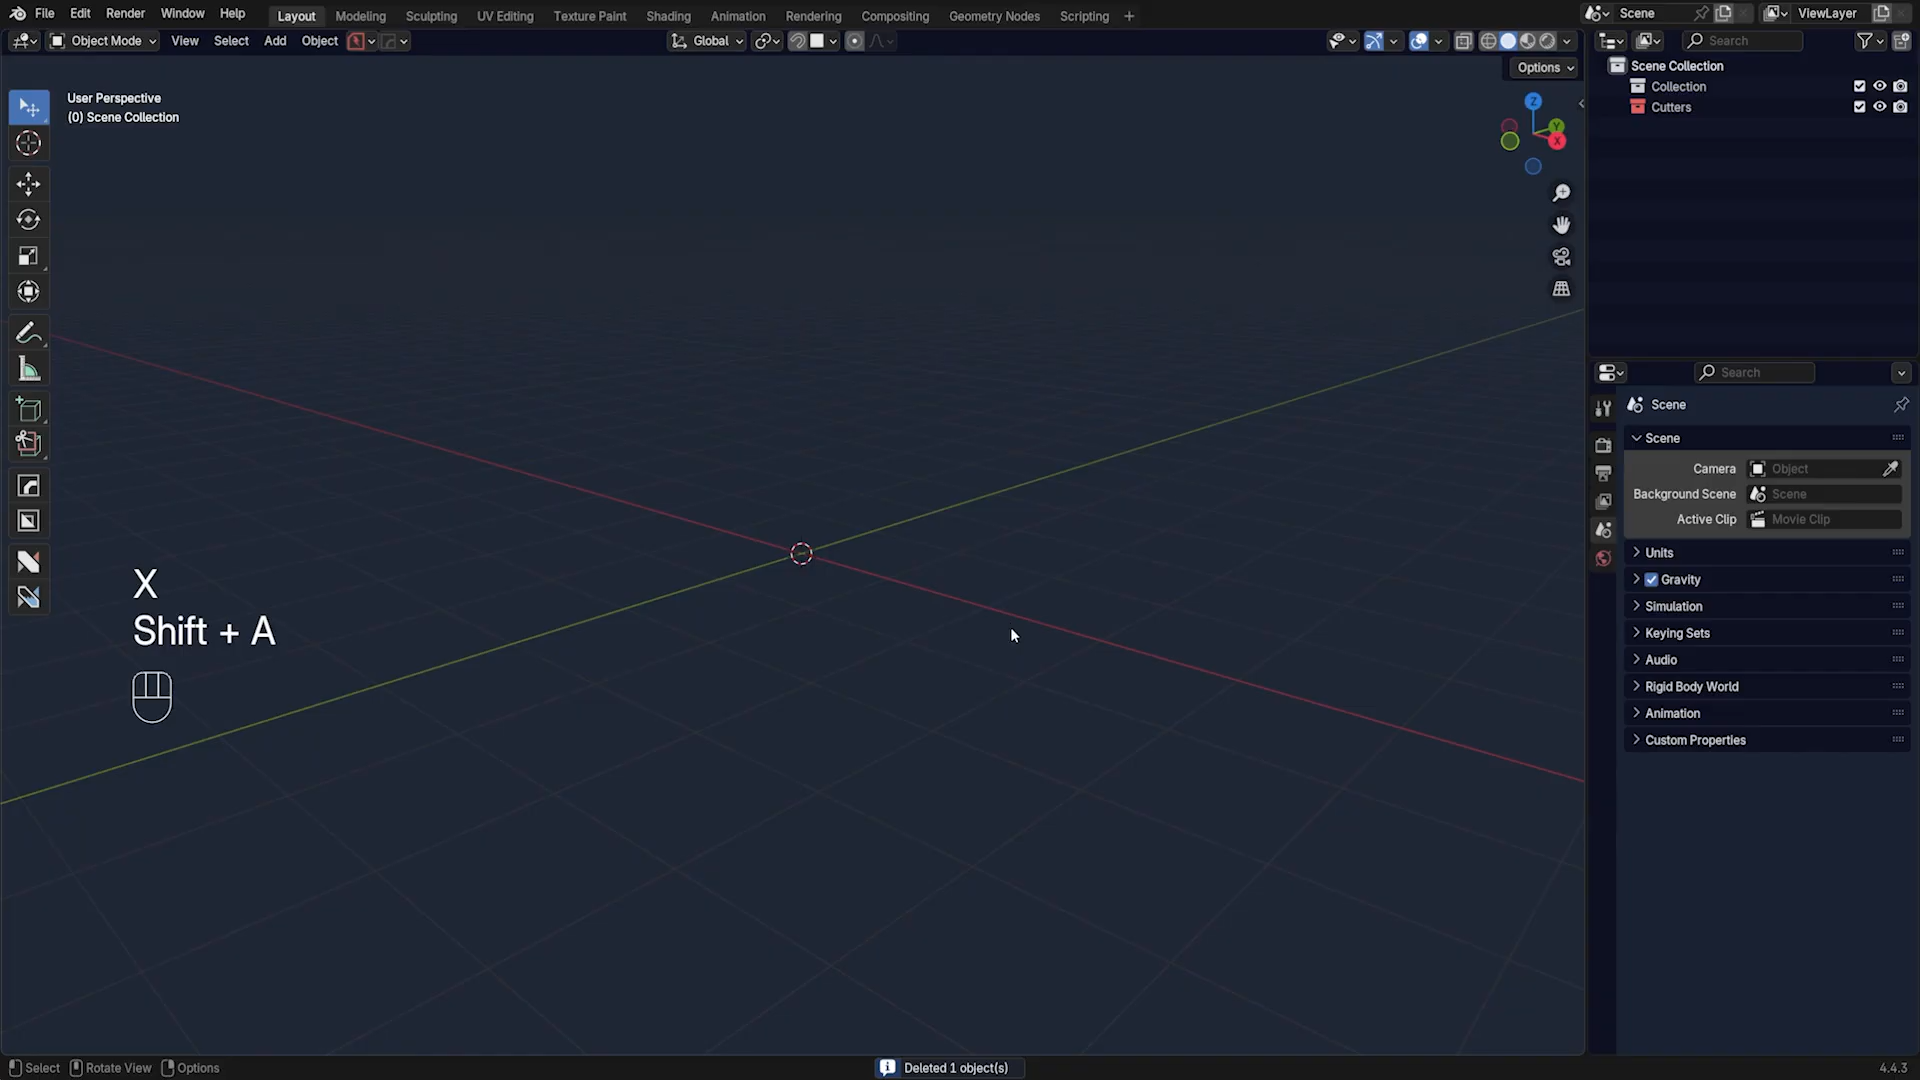 File Edit Render Window Help Layout Modeling Sculpting UV Editing Texture Paint Shading Animation Rendering Compositing Geometry Nodes Scripting + Scene ViewLayer
Object Mode View Select Add Object Global Search
Options
User Perspective
(0) Scene Collection
Z
Y
X
Scene Collection
Collection
Cutters
Search
Scene
Scene
Camera Object
Background Scene Scene
Active Clip Movie Clip
Units
Gravity
Simulation
Keying Sets
Audio
Rigid Body World
Animation
Custom Properties
X
Shift + A
Select Rotate View Options Deleted 1 object(s) 4.4.3